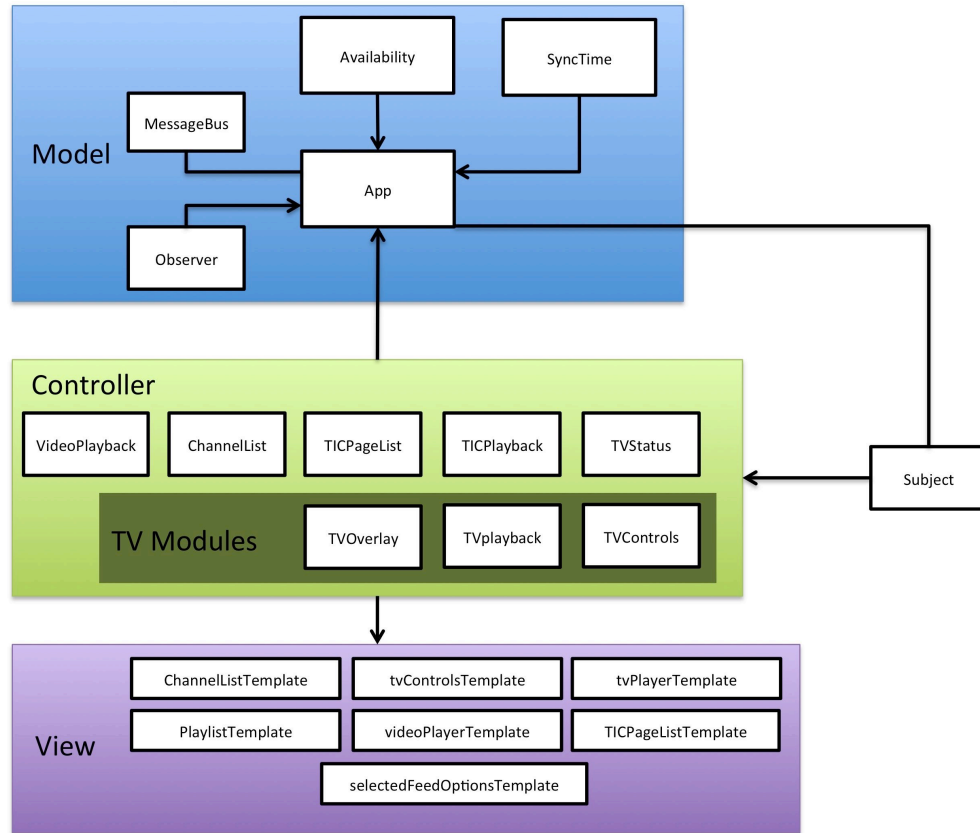 Availability
SyncTime
MessageBus
Model
App
Observer
Controller
VideoPlayback
ChannelList
TICPageList
TICPlayback
TVStatus
Subject
TV Modules
TVOverlay
TVplayback
TVControls
ChannelListTemplate
tvControlsTemplate
tvPlayerTemplate
PlaylistTemplate
videoPlayerTemplate
TICPageListTemplate
View
selectedFeedOptionsTemplate